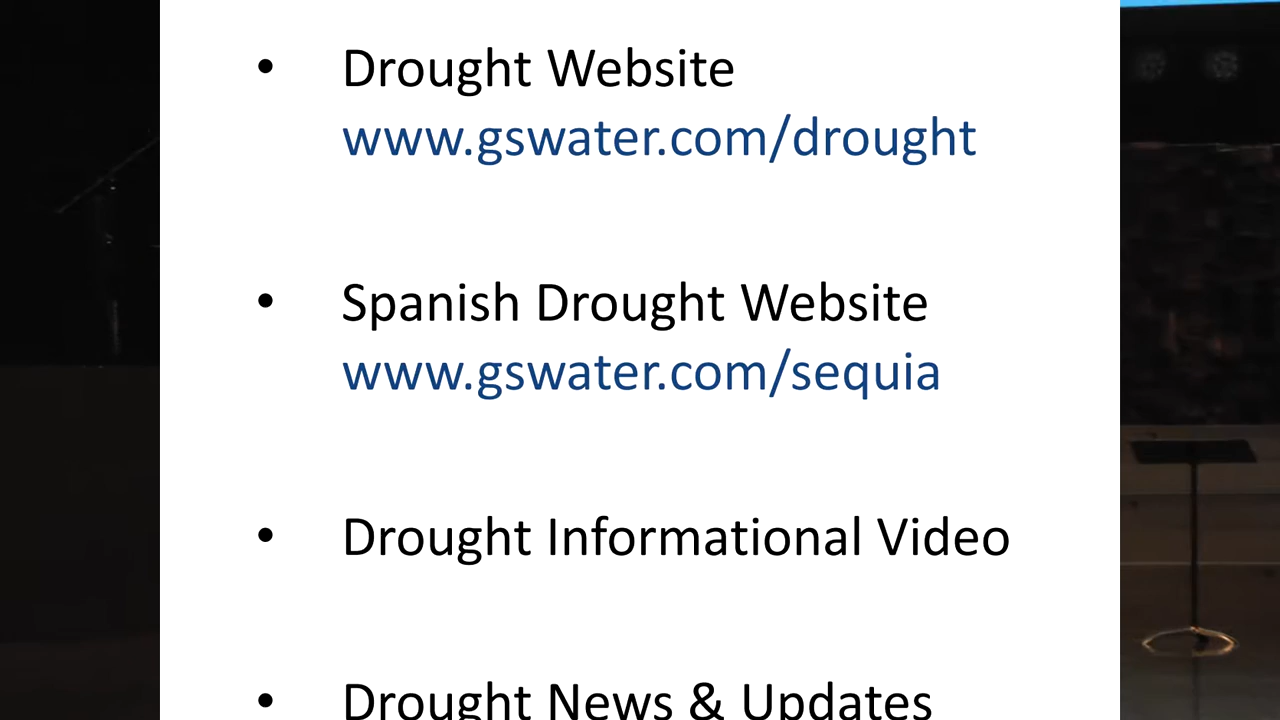 • Drought Website
www.gswater.com/drought
• Spanish Drought Website
www.gswater.com/sequia
• Drought Informational Video
• Drought News & Updates